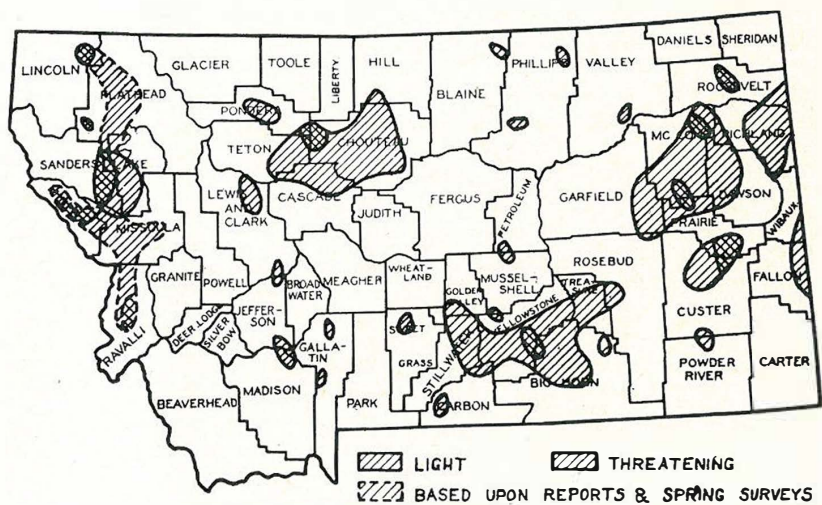 DANIELS SHERIDAN
LINCOLN GLACIER TOOLE HILL PHILLIPS VALLEY
FLATHEAD LIBERTY BLAINE ROOSEVELT
PONDERA
TETON CHOUTEAU MC CONE RICHLAND
SANDERS LAKE
LEWIS AND CLARK CASCADE FERGUS PETROLEUM GARFIELD DAWSON
JUDITH PRAIRIE WIBAUX
MISSOULA
GRANITE POWELL BROAD WATER MEAGHER WHEAT-LAND MUSSEL-SHELL ROSEBUD FALLON
GOLDEN VALLEY TREA-SURE
JEFFER-SON YELLOWSTONE CUSTER
RAVALLI DEER LODGE SILVER BOW GALLA-TIN SWEET GRASS STILLWATER
POWDER RIVER CARTER
BEAVERHEAD MADISON PARK CARBON BIG HORN
LIGHT THREATENING
BASED UPON REPORTS & SPRING SURVEYS